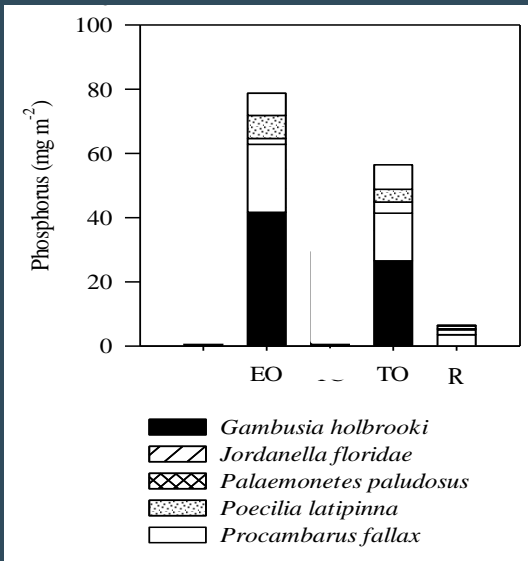 100
80
60
40
20
0
Phosphorus (mg m-2)
EO TO R
Gambusia holbrooki
Jordanella floridae
Palaemonetes paludosus
Poecilia latipinna
Procambarus fallax